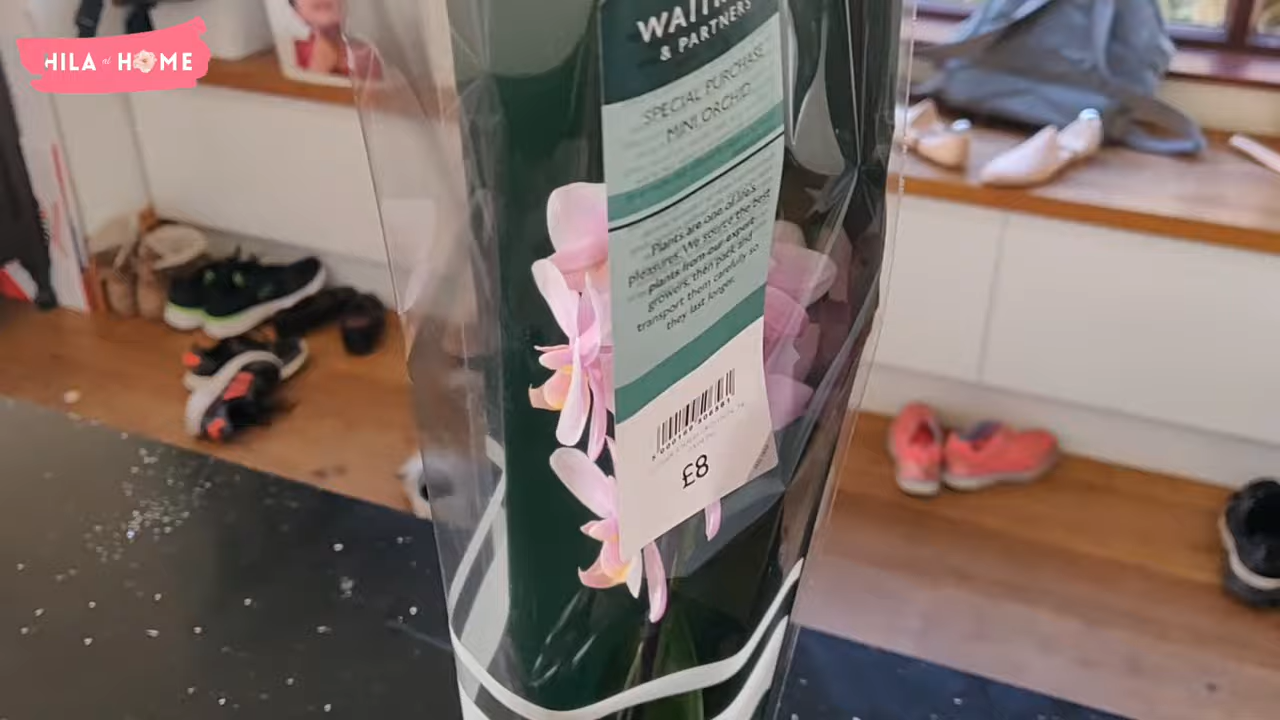 HILA at HOME
& PARTNERS
SPECIAL PURCHASE
MINI ORCHID
Plants are one of life's
pleasures. We source the best
plants from our expert
growers, then pack and
transport them carefully so
they last longer.
£8